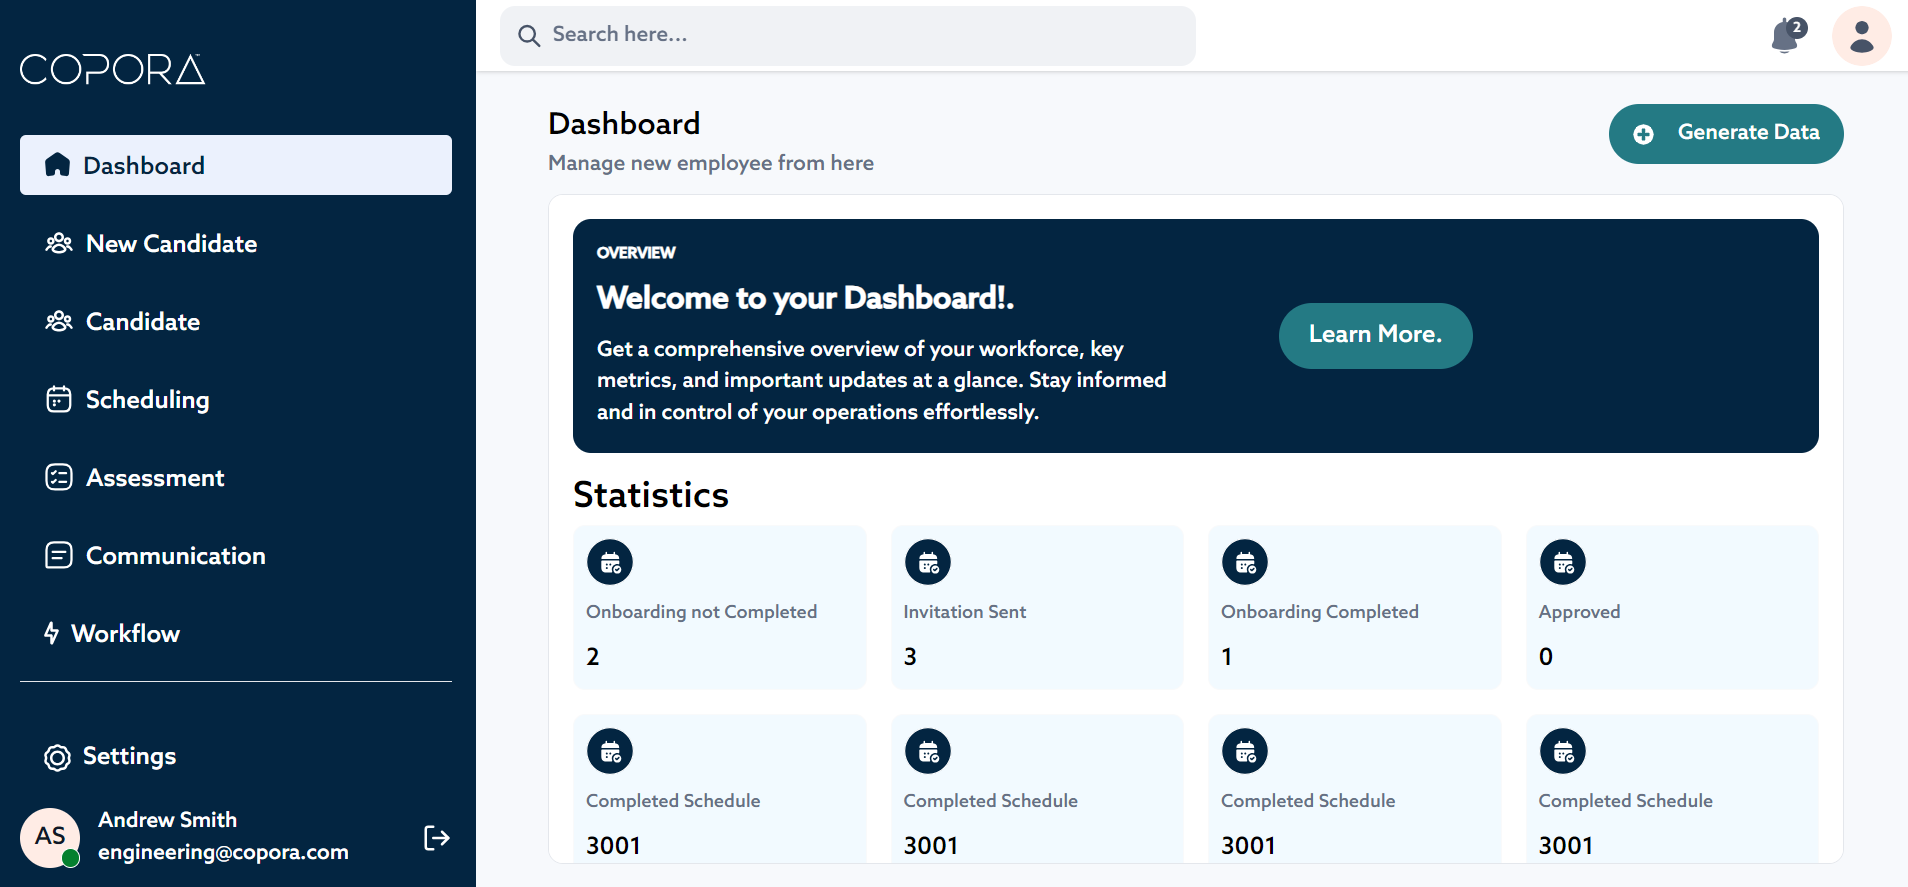 COPORA
Dashboard
New Candidate
Candidate
Scheduling
Assessment
Communication
Workflow
Settings
AS
Andrew Smith
engineering@copora.com
Search here...
2
Dashboard
Manage new employee from here
Generate Data
OVERVIEW
Welcome to your Dashboard!.
Get a comprehensive overview of your workforce, key
metrics, and important updates at a glance. Stay informed
and in control of your operations effortlessly.
Learn More.
Statistics
Onboarding not Completed
2
Invitation Sent
3
Onboarding Completed
1
Approved
0
Completed Schedule
3001
Completed Schedule
3001
Completed Schedule
3001
Completed Schedule
3001